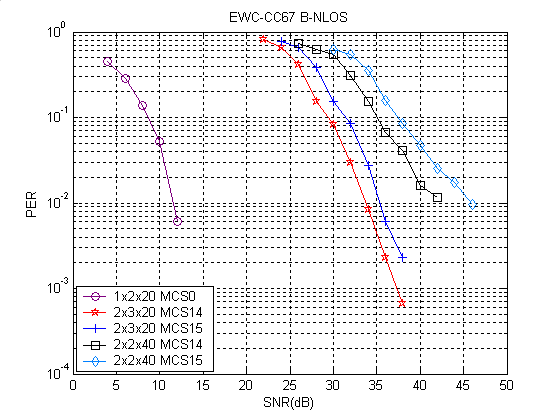 EWC-CC67 B-NLOS
PER
10^0
10^-1
10^-2
10^-3
10^-4
1x2x20 MCS0
2x3x20 MCS14
2x3x20 MCS15
2x2x40 MCS14
2x2x40 MCS15
0 5 10 15 20 25 30 35 40 45 50
SNR(dB)